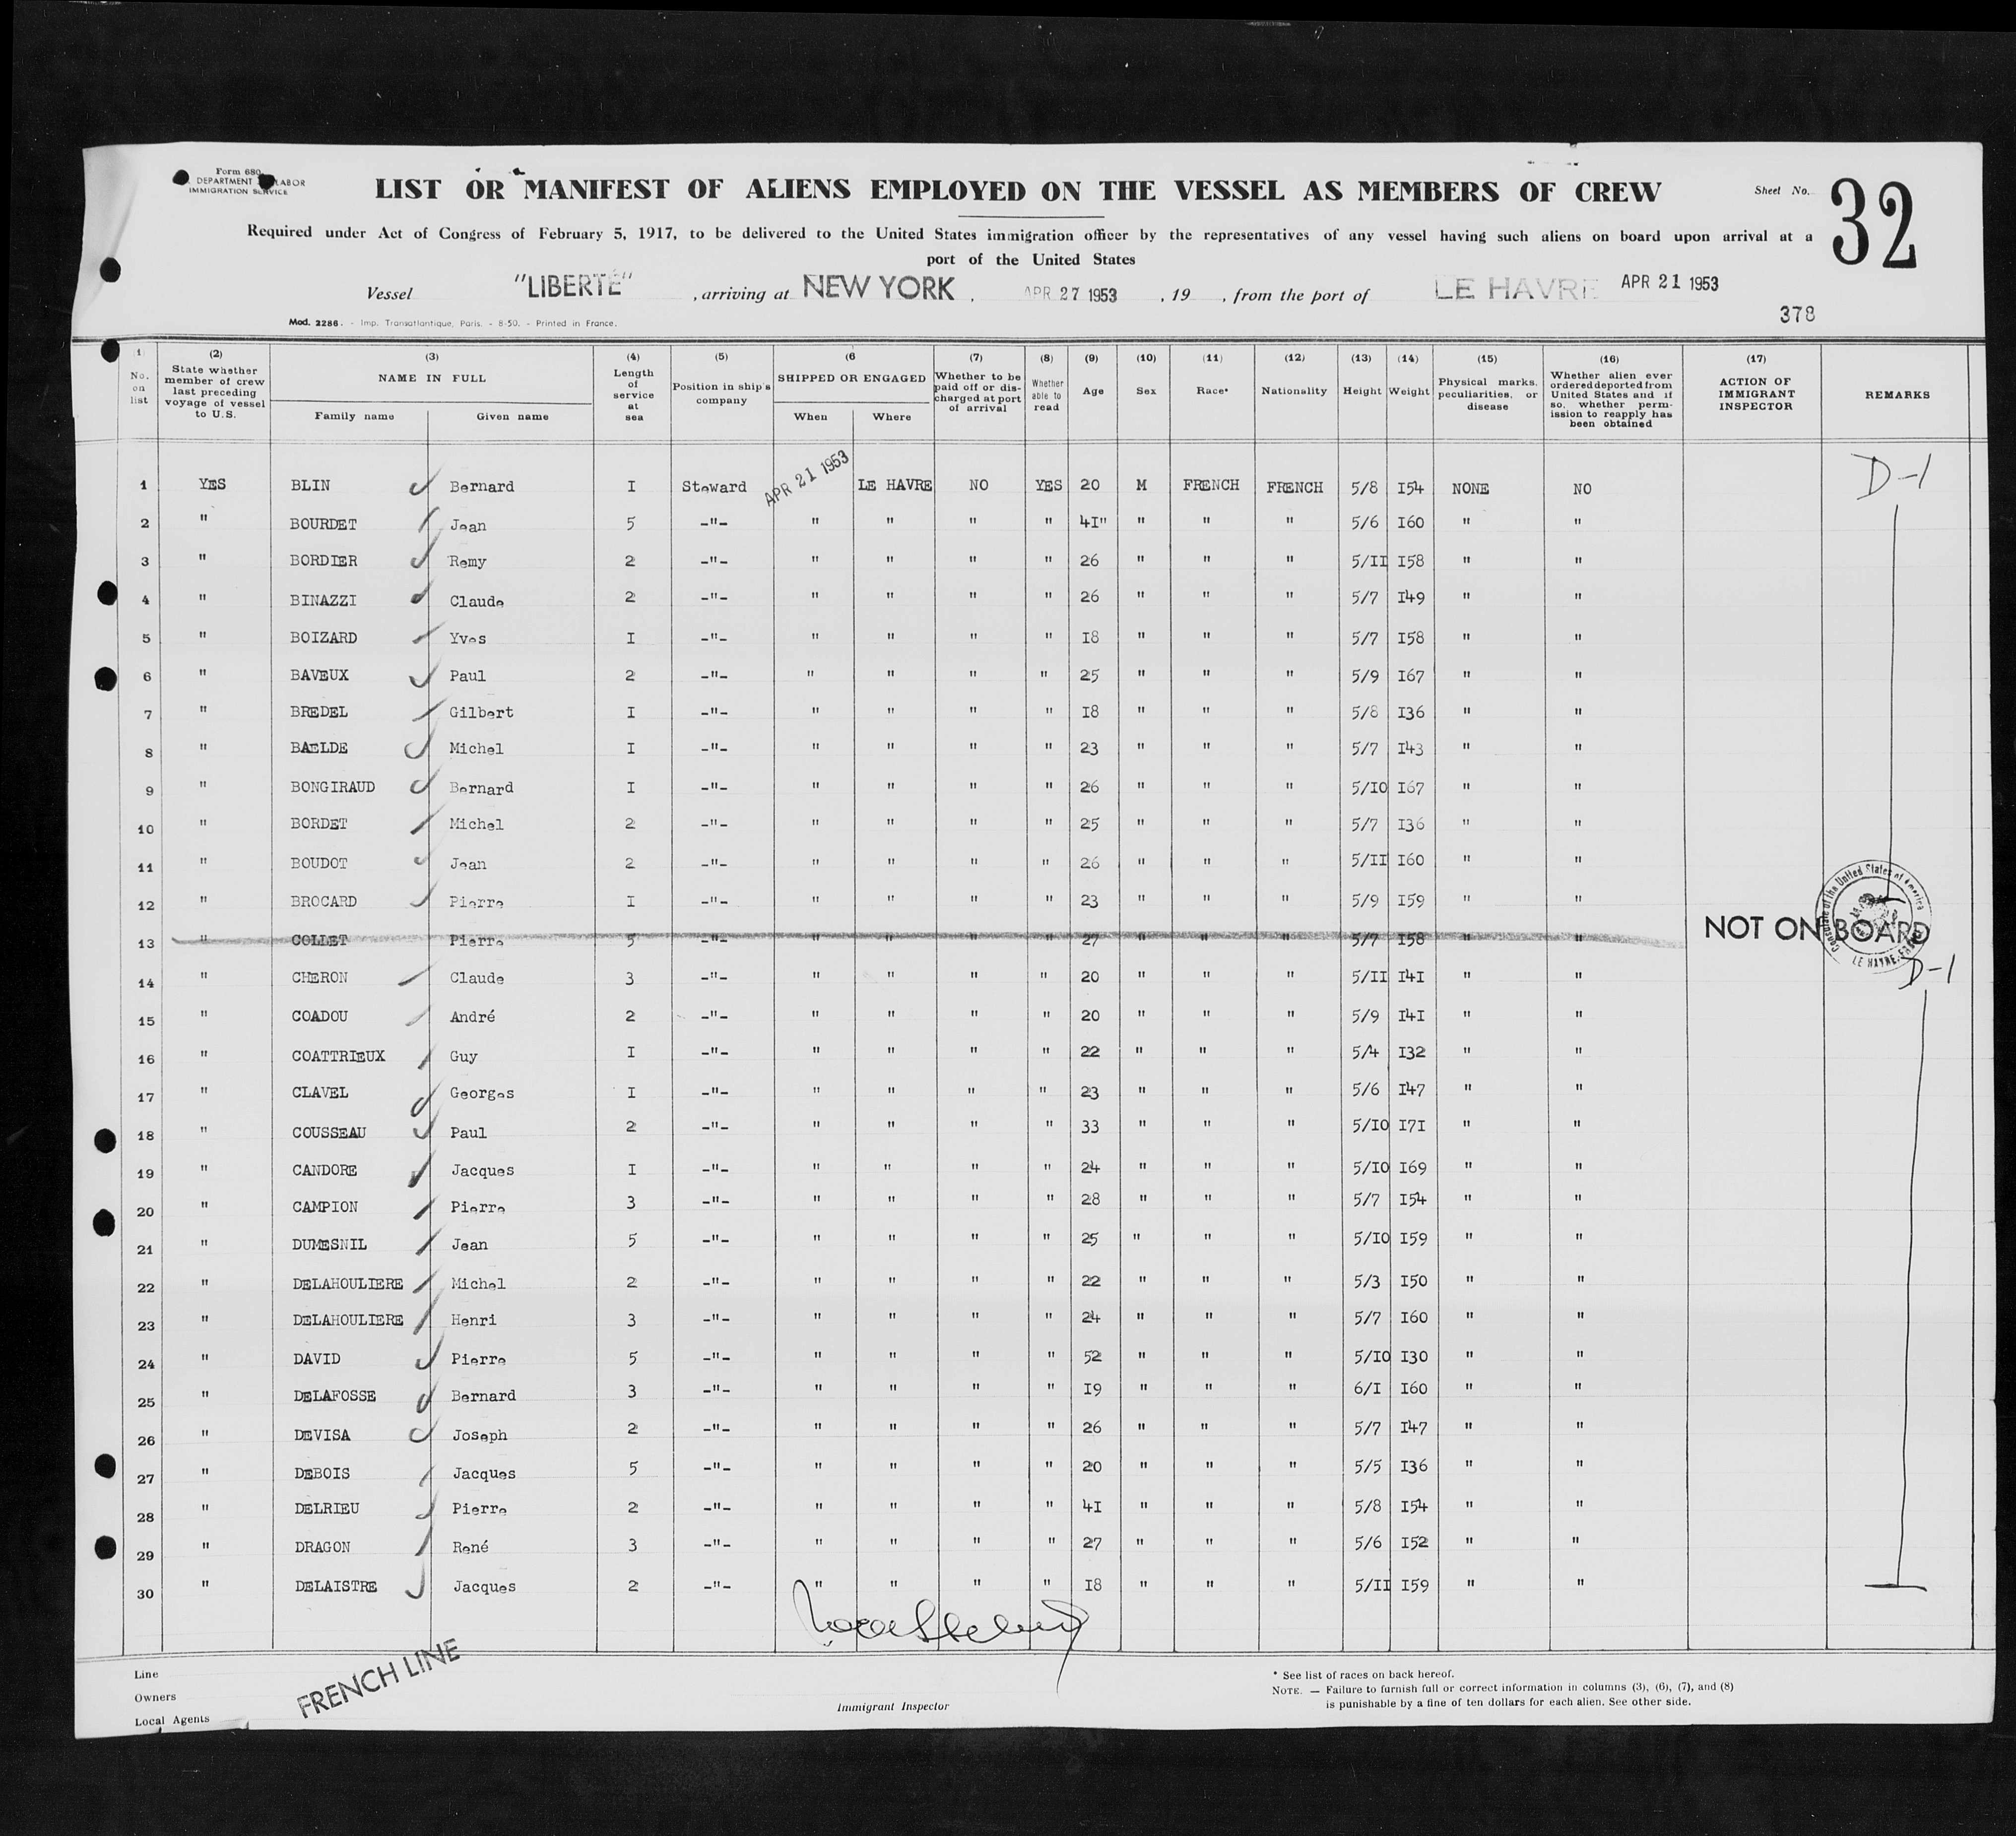 Form 680
DEPARTMENT LABOR
IMMIGRATION SERVICE
LIST OR MANIFEST OF ALIENS EMPLOYED ON THE VESSEL AS MEMBERS OF CREW
Sheet No. 32
Required under Act of Congress of February 5, 1917, to be delivered to the United States immigration officer by the representatives of any vessel having such aliens on board upon arrival at a
port of the United States
Vessel "LIBERTÉ" , arriving at NEW YORK , APR 27 1953 , 19 , from the port of LE HAVRE APR 21 1953
Mod. 2286. - Imp. Transatlantique, Paris. - 8-50. - Printed in France.
378
(1) No. on list (2) State whether member of crew last preceding voyage of vessel to U.S. (3) NAME IN FULL Family name Given name (4) Length of service at sea (5) Position in ship's company (6 SHIPPED OR ENGAGED When Where (7) Whether to be paid off or discharged at port of arrival (8) Whether able to read (9) Age (10) Sex (11) Race* (12) Nationality (13) Height (14) Weight (15) Physical marks, peculiarities, or disease (16) Whether alien ever ordered deported from United States and if so, whether permission to reapply has been obtained (17) ACTION OF IMMIGRANT INSPECTOR REMARKS
1 YES BLIN Bernard I Steward APR 21 1953 LE HAVRE NO YES 20 M FRENCH FRENCH 5/8 I54 NONE NO D-1
2 " BOURDET Jean 5 -"- " " " " 4I" " " " 5/6 I60 " "
3 " BORDIER Remy 2 -"- " " " " 26 " " " 5/II I58 " "
4 " BINAZZI Claude 2 -"- " " " " 26 " " " 5/7 I49 " "
5 " BOIZARD Yves I -"- " " " " I8 " " " 5/7 I58 " "
6 " BAVEUX Paul 2 -"- " " " " 25 " " " 5/9 I67 " "
7 " BREDEL Gilbert I -"- " " " " I8 " " " 5/8 I36 " "
8 " BAELDE Michel I -"- " " " " 23 " " " 5/7 I43 " "
9 " BONGIRAUD Bernard I -"- " " " " 26 " " " 5/IO I67 " "
10 " BORDET Michel 2 -"- " " " " 25 " " " 5/7 I36 " "
11 " BOUDOT Jean 2 -"- " " " " 26 " " " 5/II I60 " "
12 " BROCARD Pierre I -"- " " " " 23 " " " 5/9 I59 " "
13 " COLLET Pierre 5 -"- " " " " 27 " " " 5/7 I58 " " NOT ON BOARD
Consulate of the United States of America LE HAVRE, FRANCE
14 " CHERON Claude 3 -"- " " " " 20 " " " 5/II I4I " " D-1
15 " COADOU André 2 -"- " " " " 20 " " " 5/9 I4I " "
16 " COATTRIEUX Guy I -"- " " " " 22 " " " 5/4 I32 " "
17 " CLAVEL Georges I -"- " " " " 23 " " " 5/6 I47 " "
18 " COUSSEAU Paul 2 -"- " " " " 33 " " " 5/IO I7I " "
19 " CANDORE Jacques I -"- " " " " 24 " " " 5/IO I69 " "
20 " CAMPION Pierre 3 -"- " " " " 28 " " " 5/7 I54 " "
21 " DUMESNIL Jean 5 -"- " " " " 25 " " " 5/IO I59 " "
22 " DELAHOULIERE Michel 2 -"- " " " " 22 " " " 5/3 I50 " "
23 " DELAHOULIERE Henri 3 -"- " " " " 24 " " " 5/7 I60 " "
24 " DAVID Pierre 5 -"- " " " " 52 " " " 5/IO I30 " "
25 " DELAFOSSE Bernard 3 -"- " " " " I9 " " " 6/I I60 " "
26 " DEVISA Joseph 2 -"- " " " " 26 " " " 5/7 I47 " "
27 " DEBOIS Jacques 5 -"- " " " " 20 " " " 5/5 I36 " "
28 " DELRIEU Pierre 2 -"- " " " " 4I " " " 5/8 I54 " "
29 " DRAGON René 3 -"- " " " " 27 " " " 5/6 I52 " "
30 " DELAISTRE Jacques 2 -"- " " " " I8 " " " 5/II I59 " "
Line
Owners
Local Agents
FRENCH LINE
Immigrant Inspector
* See list of races on back hereof.
NOTE. — Failure to furnish full or correct information in columns (3), (6), (7), and (8)
is punishable by a fine of ten dollars for each alien. See other side.